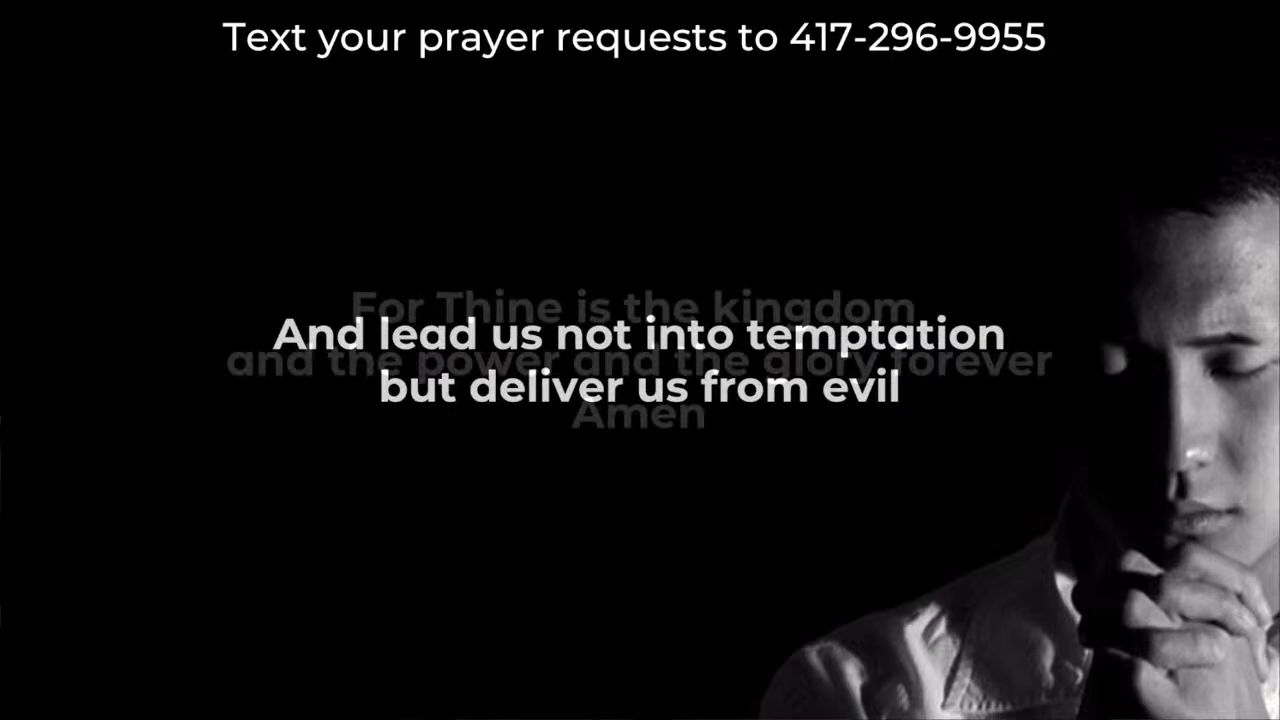 Text your prayer requests to 417-296-9955
For Thine is the kingdom
And lead us not into temptation
and the power and the glory forever
but deliver us from evil
Amen